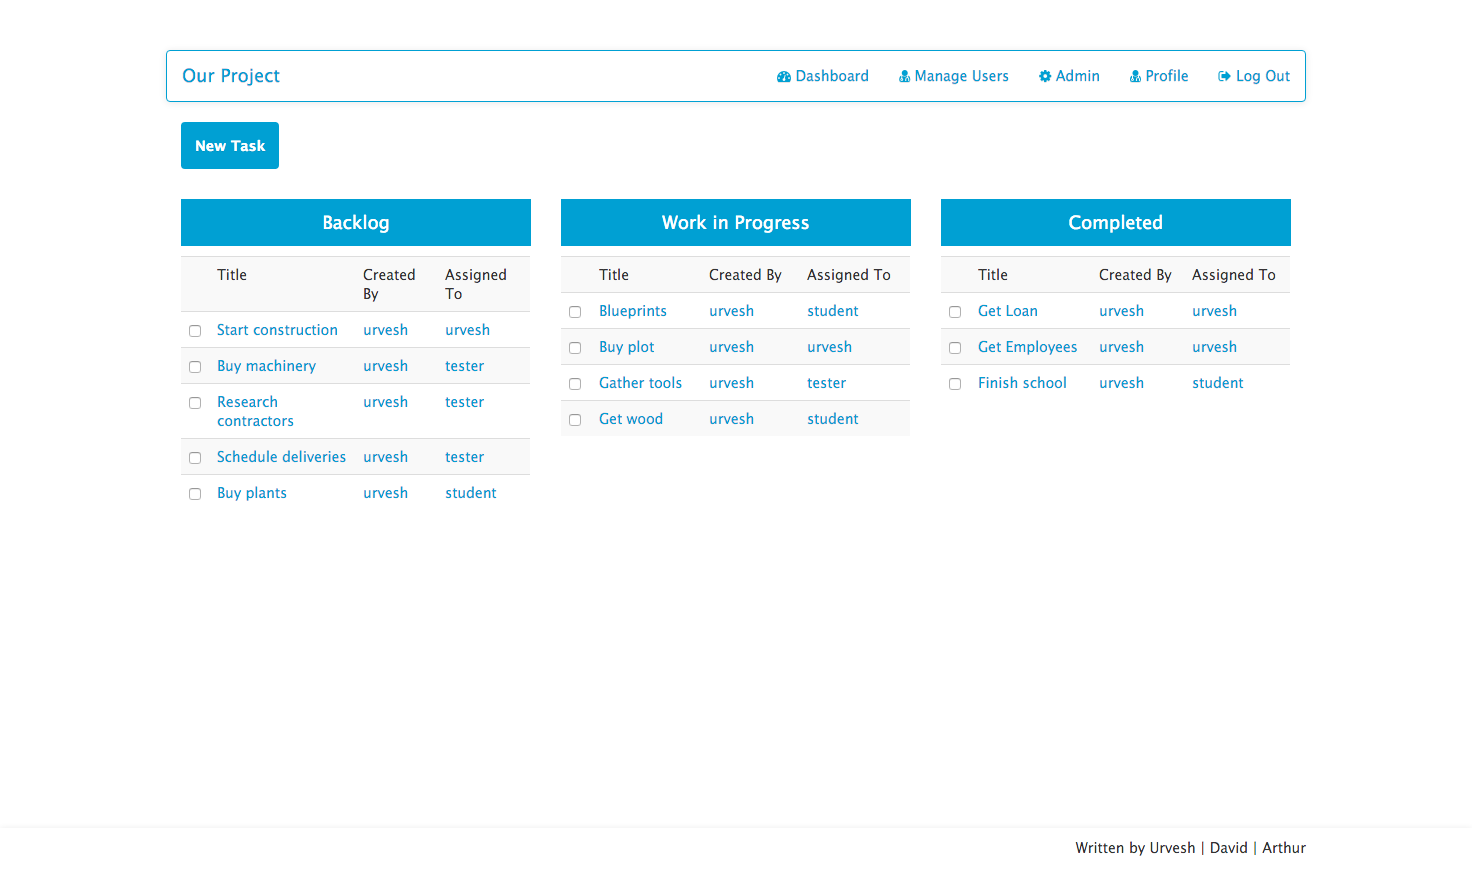 Our Project
Dashboard Manage Users Admin Profile Log Out
New Task
Backlog
Title Created By Assigned To
Start construction urvesh urvesh
Buy machinery urvesh tester
Research contractors urvesh tester
Schedule deliveries urvesh tester
Buy plants urvesh student
Work in Progress
Title Created By Assigned To
Blueprints urvesh student
Buy plot urvesh urvesh
Gather tools urvesh tester
Get wood urvesh student
Completed
Title Created By Assigned To
Get Loan urvesh urvesh
Get Employees urvesh urvesh
Finish school urvesh student
Written by Urvesh | David | Arthur